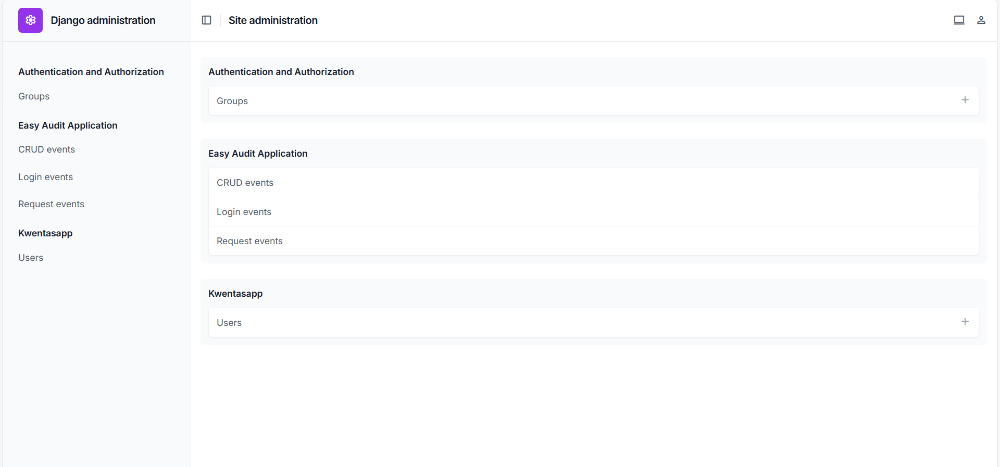 Django administration
Site administration
Authentication and Authorization
Groups
Easy Audit Application
CRUD events
Login events
Request events
Kwentasapp
Users
Authentication and Authorization
Groups
Easy Audit Application
CRUD events
Login events
Request events
Kwentasapp
Users